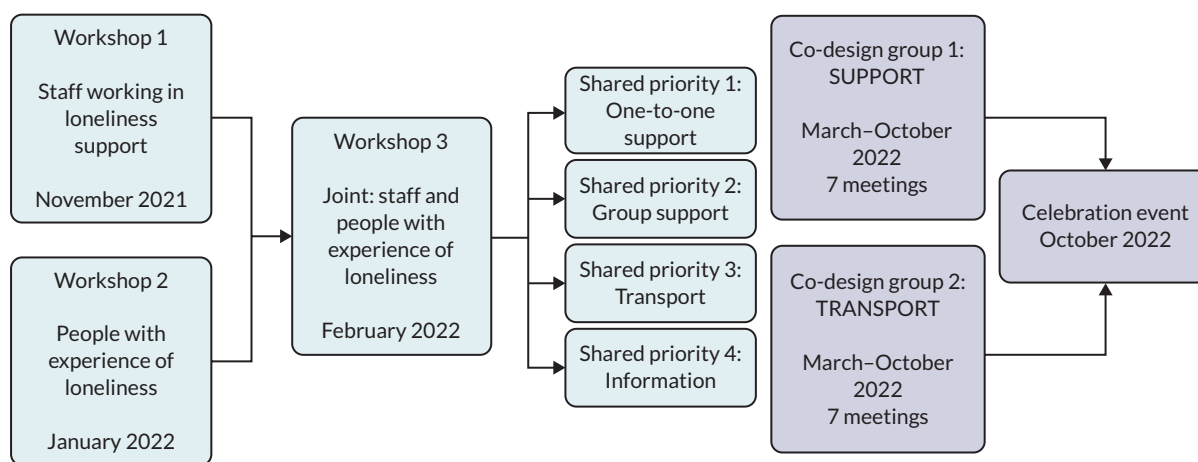 Workshop 1
Staff working in
loneliness
support
November 2021
Workshop 2
People with
experience of
loneliness
January 2022
Workshop 3
Joint: staff and
people with
experience of
loneliness
February 2022
Shared priority 1:
One-to-one
support
Shared priority 2:
Group support
Shared priority 3:
Transport
Shared priority 4:
Information
Co-design group 1:
SUPPORT
March–October
2022
7 meetings
Co-design group 2:
TRANSPORT
March–October
2022
7 meetings
Celebration event
October 2022